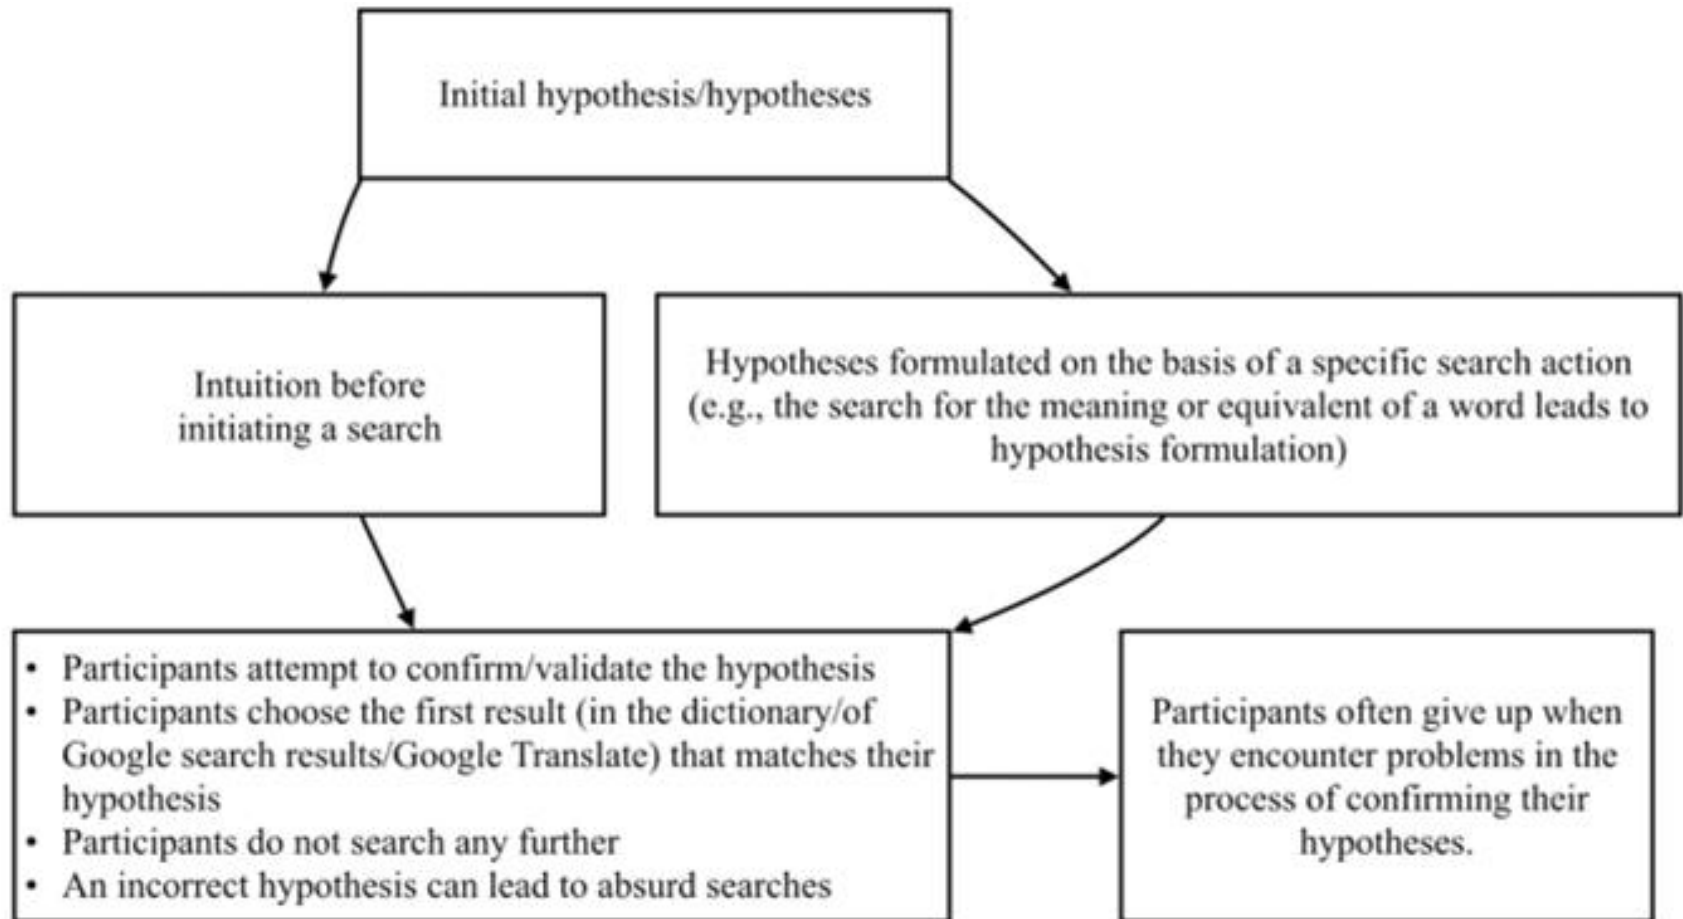 Initial hypothesis/hypotheses
Intuition before
initiating a search
Hypotheses formulated on the basis of a specific search action
(e.g., the search for the meaning or equivalent of a word leads to
hypothesis formulation)
• Participants attempt to confirm/validate the hypothesis
• Participants choose the first result (in the dictionary/of
Google search results/Google Translate) that matches their
hypothesis
• Participants do not search any further
• An incorrect hypothesis can lead to absurd searches
Participants often give up when
they encounter problems in the
process of confirming their
hypotheses.